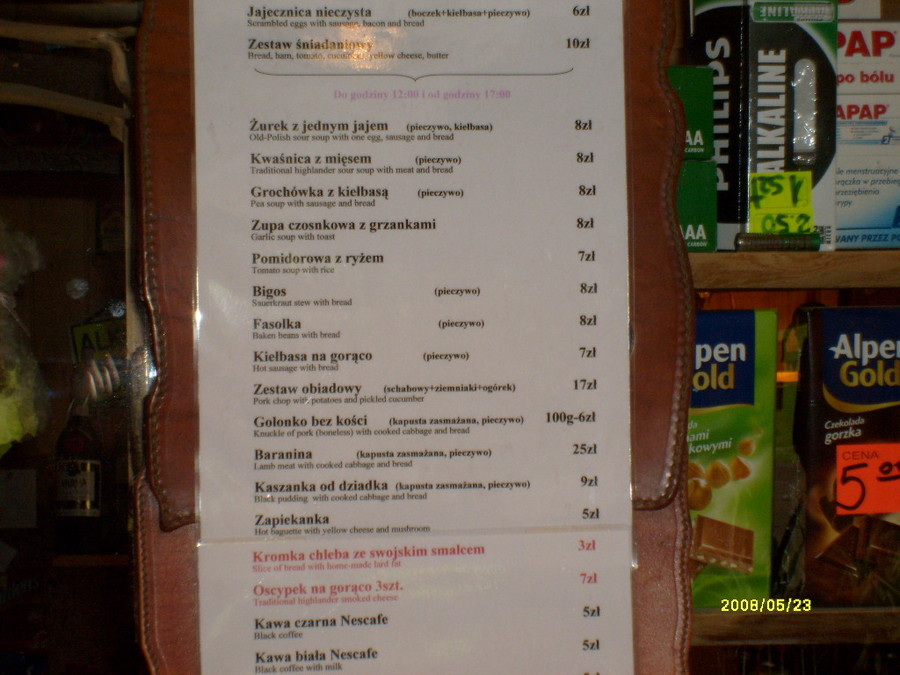 Jajecznica nieczysta (boczek+kiełbasa+pieczywo) 6zł
Scrambled eggs with sausage, bacon and bread
Zestaw śniadaniowy 10zł
Bread, ham, tomato, cucumber, yellow cheese, butter
Do godziny 12:00 i od godziny 17:00
Żurek z jednym jajem (pieczywo, kiełbasa) 8zł
Old-Polish sour soup with one egg, sausage and bread
Kwaśnica z mięsem (pieczywo) 8zł
Traditional highlander sour soup with meat and bread
Grochówka z kiełbasą (pieczywo) 8zł
Pea soup with sausage and bread
Zupa czosnkowa z grzankami 8zł
Garlic soup with toast
Pomidorowa z ryżem 7zł
Tomato soup with rice
Bigos (pieczywo) 8zł
Sauerkraut stew with bread
Fasolka (pieczywo) 8zł
Baken beans with bread
Kiełbasa na gorąco (pieczywo) 7zł
Hot sausage with bread
Zestaw obiadowy (schabowy+ziemniaki+ogórek) 17zł
Pork chop with potatoes and pickled cucumber
Golonko bez kości (kapusta zasmażana, pieczywo) 100g-6zł
Knuckle of pork (boneless) with cooked cabbage and bread
Baranina (kapusta zasmażana, pieczywo) 25zł
Lamb meat with cooked cabbage and bread
Kaszanka od dziadka (kapusta zasmażana, pieczywo) 9zł
Black pudding with cooked cabbage and bread
Zapiekanka 5zł
Hot baguette with yellow cheese and mushroom
Kromka chleba ze swojskim smalcem 3zł
Slice of bread with home-made lard fat
Oscypek na gorąco 3szt. 7zł
Traditional highlander smoked cheese
Kawa czarna Nescafe 5zł
Black coffee
Kawa biała Nescafe 5zł
Black coffee with milk
PHILIPS
ALKALINE
AA
AA
2,50
PAP
po bólu
APAP
VANY PRZEZ
pen
old
Alpen
Gold
Czekolada
gorzka
CENA
5
2008/05/23